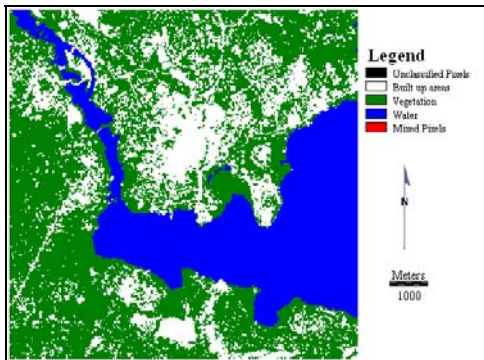 Legend
Unclassified Pixels
Built up areas
Vegetation
Water
Mixed Pixels
N
Meters
1000